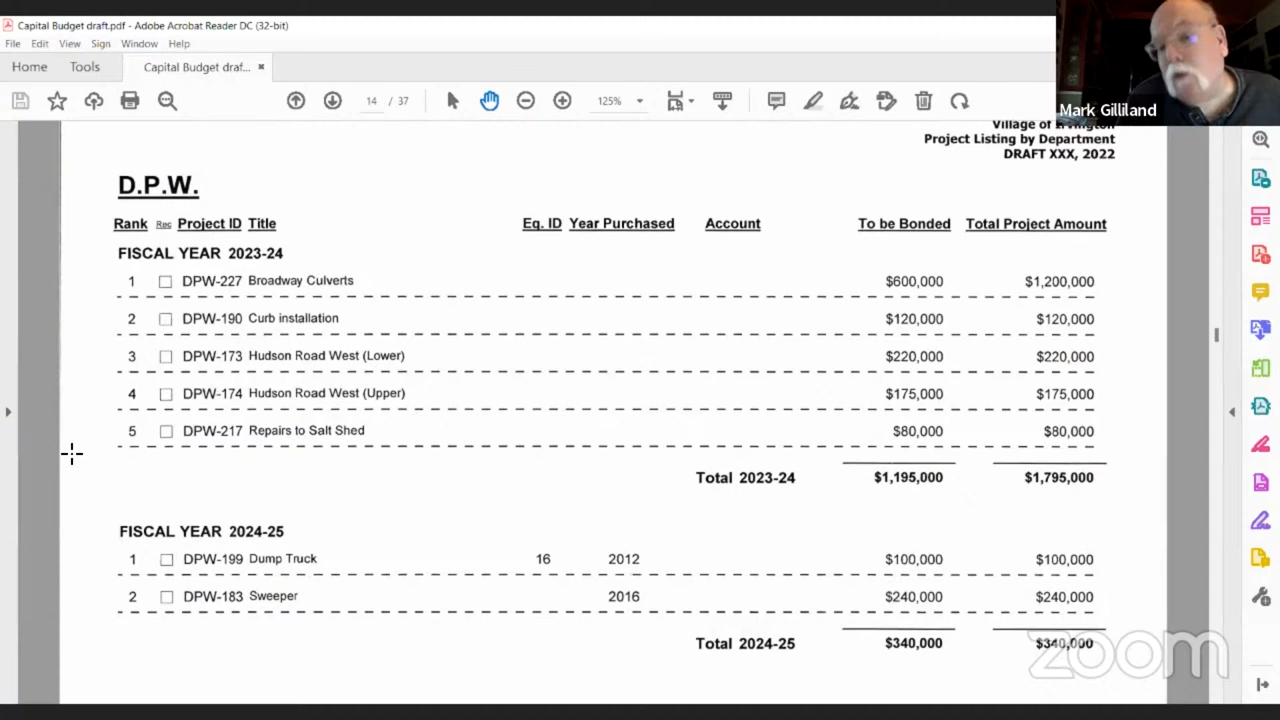 Capital Budget draft.pdf - Adobe Acrobat Reader DC (32-bit)
File Edit View Sign Window Help
Home Tools Capital Budget draf... ×
14 / 37 125%
Mark Gilliland
Village of Irvington
Project Listing by Department
DRAFT XXX, 2022
D.P.W.
Rank Rec Project ID Title Eq. ID Year Purchased Account To be Bonded Total Project Amount
FISCAL YEAR 2023-24
1 DPW-227 Broadway Culverts $600,000 $1,200,000
2 DPW-190 Curb installation $120,000 $120,000
3 DPW-173 Hudson Road West (Lower) $220,000 $220,000
4 DPW-174 Hudson Road West (Upper) $175,000 $175,000
5 DPW-217 Repairs to Salt Shed $80,000 $80,000
Total 2023-24 $1,195,000 $1,795,000
FISCAL YEAR 2024-25
1 DPW-199 Dump Truck 16 2012 $100,000 $100,000
2 DPW-183 Sweeper 2016 $240,000 $240,000
Total 2024-25 $340,000 $340,000
zoom